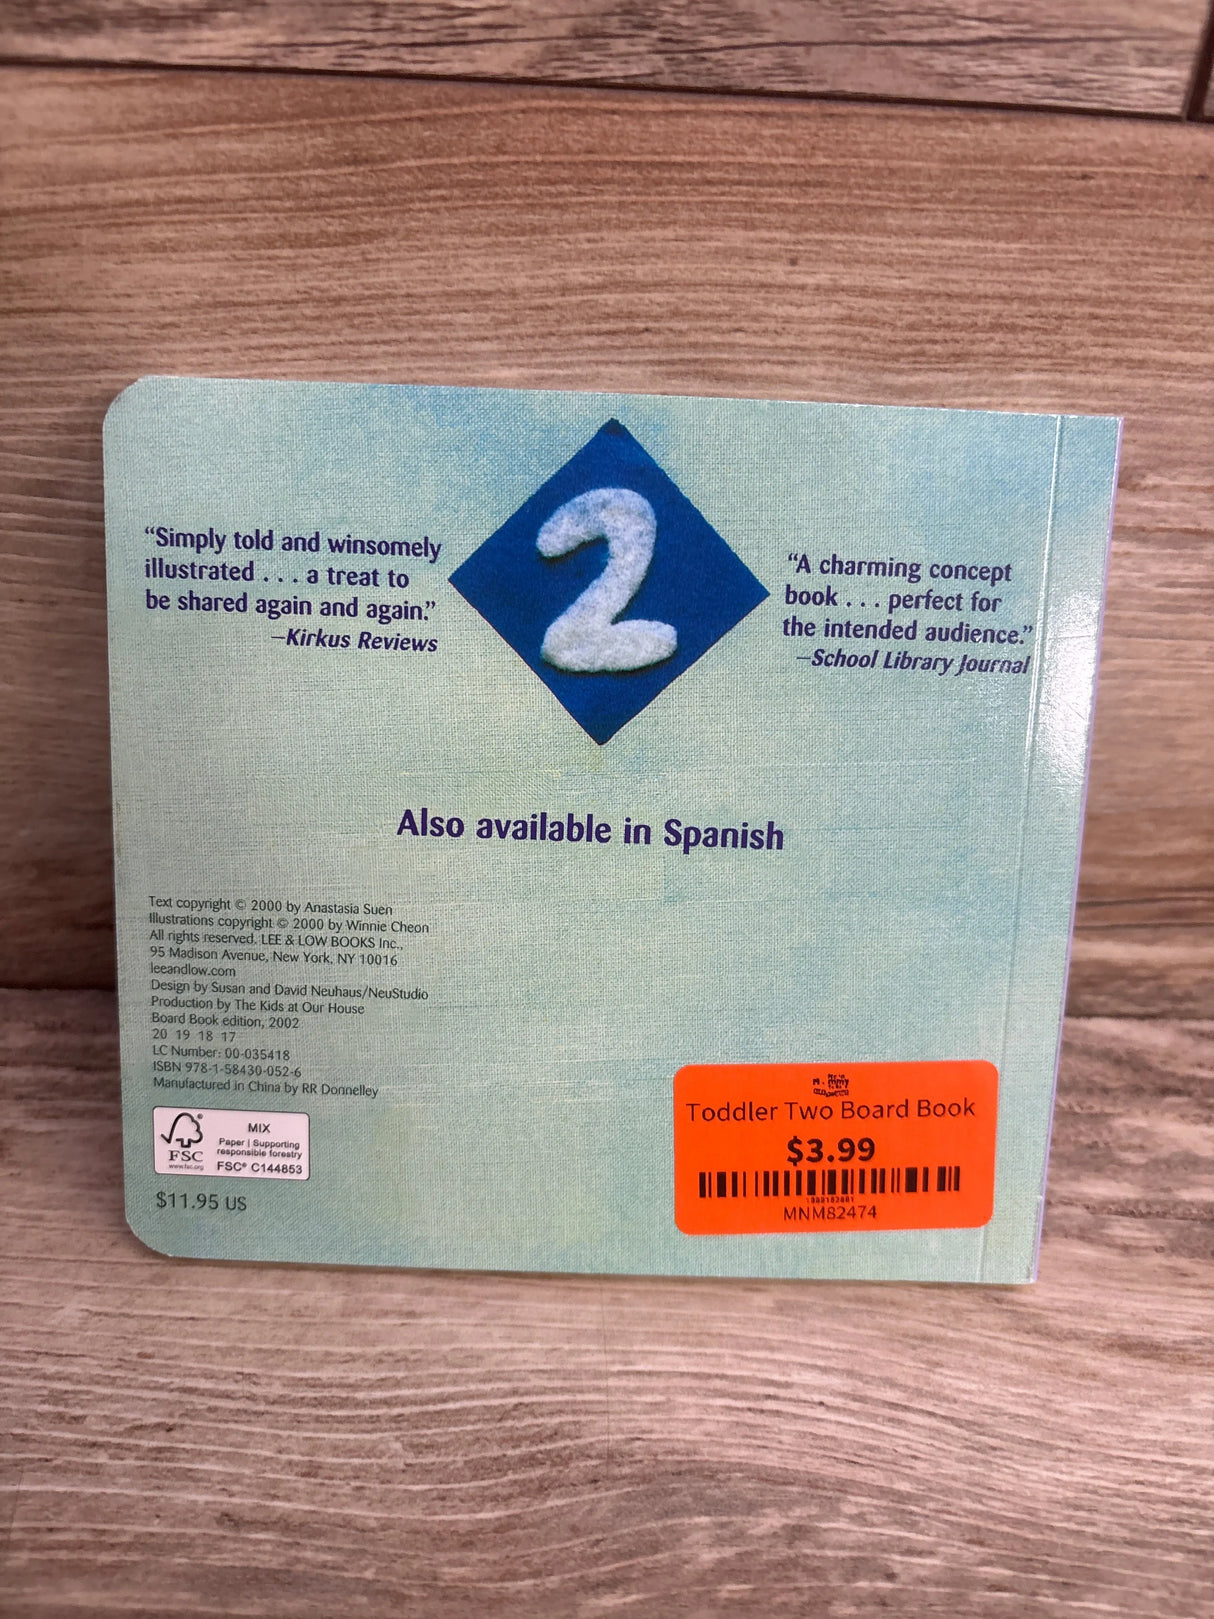 2
“Simply told and winsomely
illustrated . . . a treat to
be shared again and again.”
–Kirkus Reviews
“A charming concept
book . . . perfect for
the intended audience.”
–School Library Journal
Also available in Spanish
Text copyright © 2000 by Anastasia Suen
Illustrations copyright © 2000 by Winnie Cheon
All rights reserved. LEE & LOW BOOKS Inc.,
95 Madison Avenue, New York, NY 10016
leeandlow.com
Design by Susan and David Neuhaus/NeuStudio
Production by The Kids at Our House
Board Book edition, 2002
20 19 18 17
LC Number: 00-035418
ISBN 978-1-58430-052-6
Manufactured in China by RR Donnelley
FSC®
www.fsc.org
MIX
Paper | Supporting
responsible forestry
FSC® C144853
$11.95 US
Toddler Two Board Book
$3.99
MNM82474